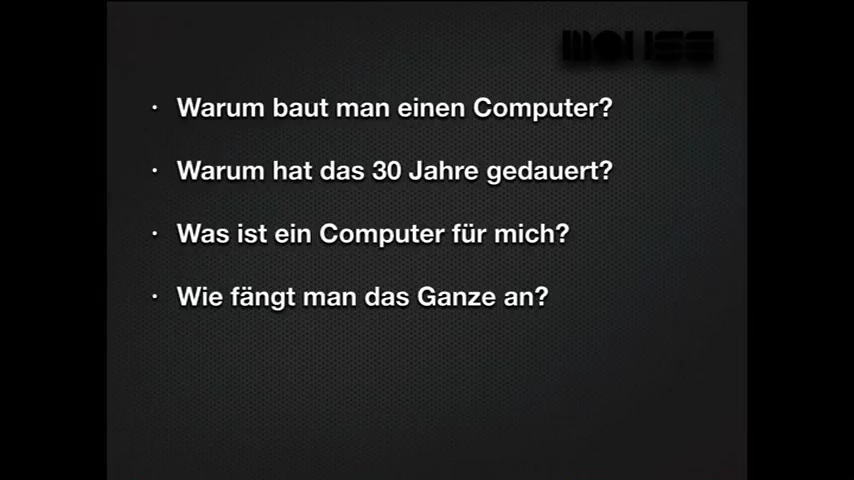 Warum baut man einen Computer?
Warum hat das 30 Jahre gedauert?
Was ist ein Computer für mich?
Wie fängt man das Ganze an?